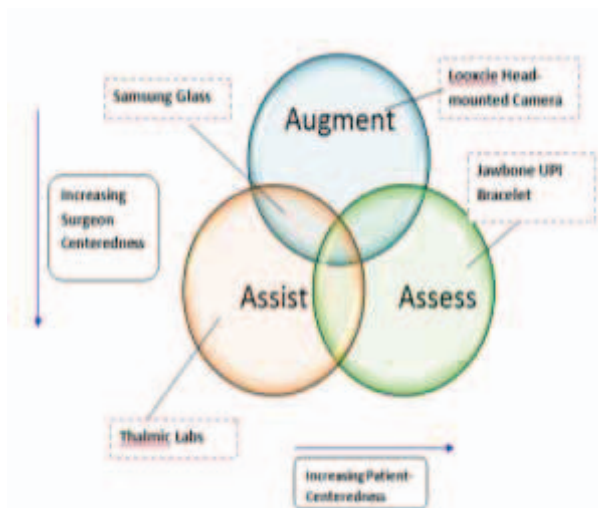 Looxcie Head-
mounted Camera
Samsung Glass
Augment
Jawbone UPI
Bracelet
Increasing
Surgeon
Centeredness
Assist
Assess
Thalmic Labs
Increasing Patient-
Centeredness